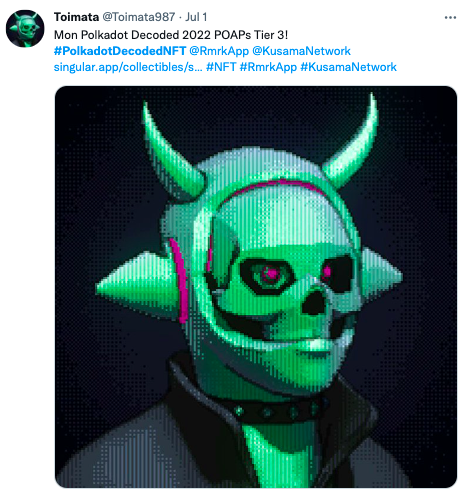 Toimata @Toimata987 · Jul 1
Mon Polkadot Decoded 2022 POAPs Tier 3!
#PolkadotDecodedNFT @RmrkApp @KusamaNetwork
singular.app/collectibles/s... #NFT #RmrkApp #KusamaNetwork